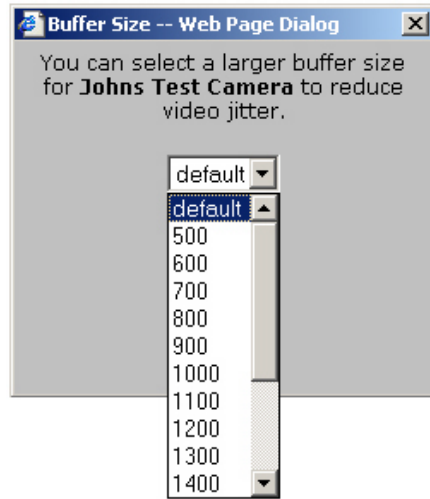 Buffer Size -- Web Page Dialog
You can select a larger buffer size
for Johns Test Camera to reduce
video jitter.
default
default
500
600
700
800
900
1000
1100
1200
1300
1400